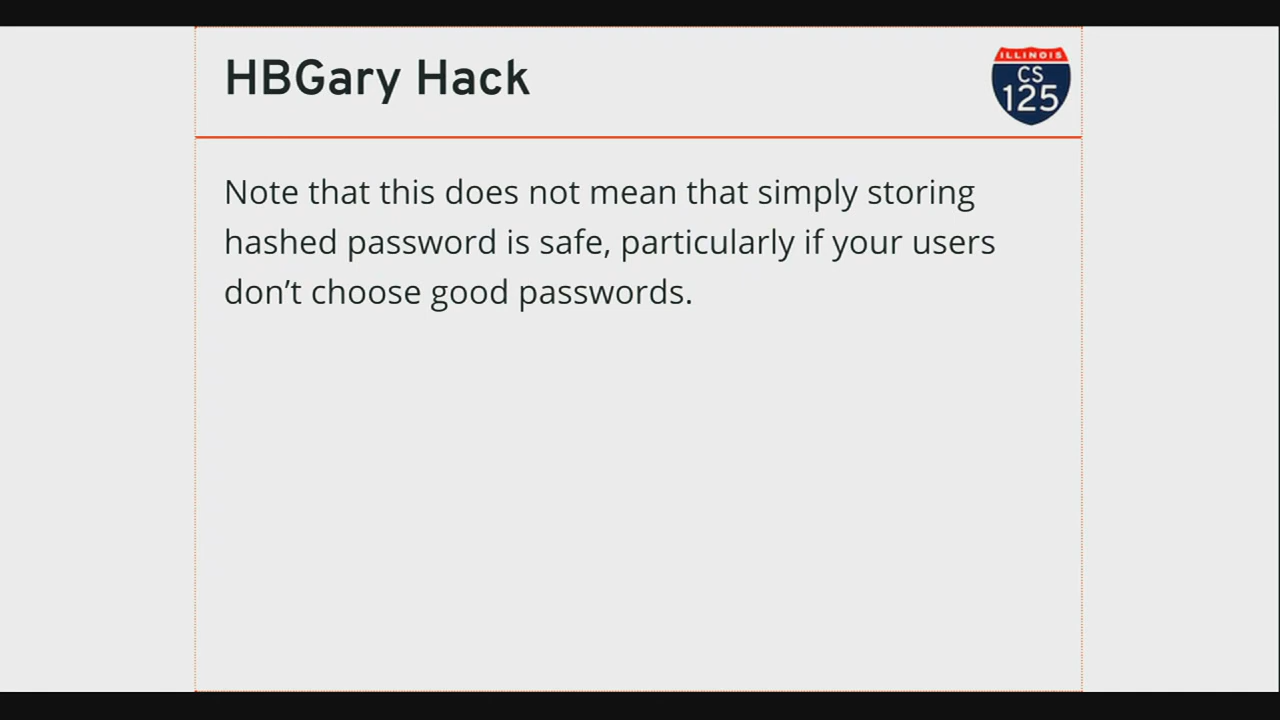 HBGary Hack
ILLINOIS
CS
125
Note that this does not mean that simply storing
hashed password is safe, particularly if your users
don’t choose good passwords.